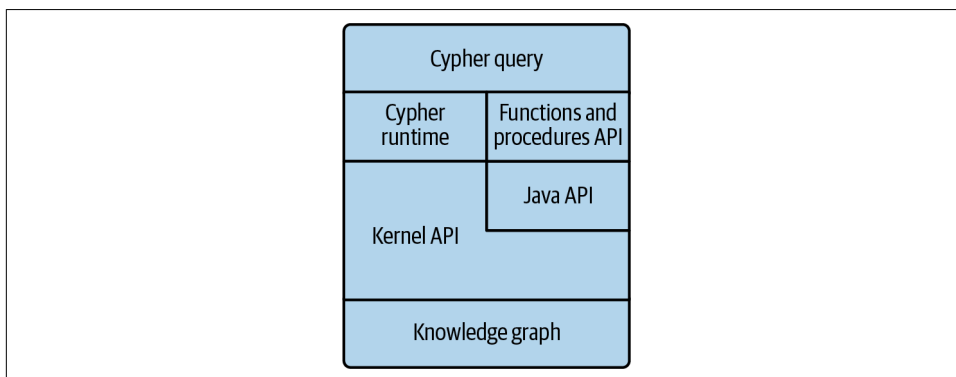 Cypher query
Cypher
runtime
Functions and
procedures API
Java API
Kernel API
Knowledge graph